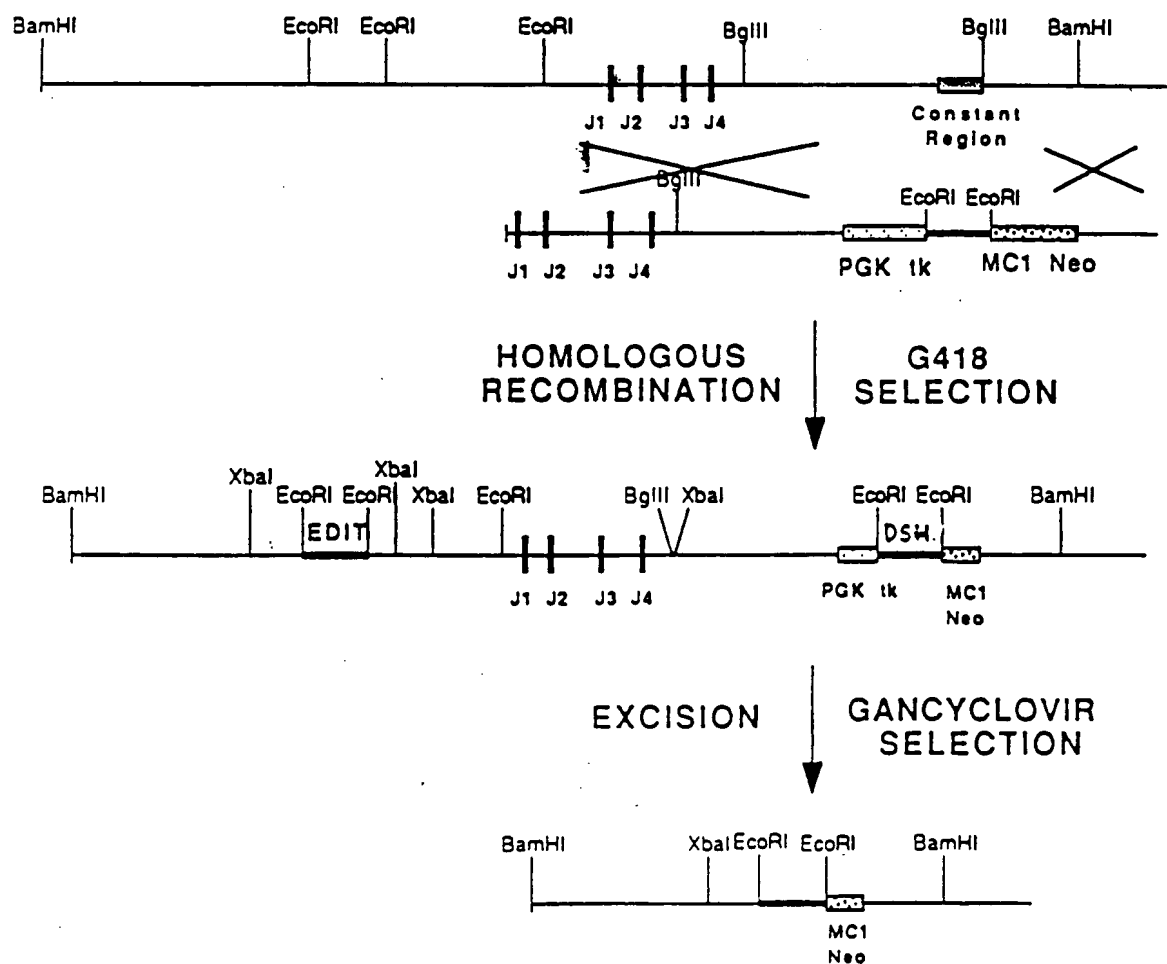 BamHI EcoRI EcoRI EcoRI BglII BglII BamHI
J1 J2 J3 J4
Constant
Region
BglII
EcoRI EcoRI
J1 J2 J3 J4
PGK tk MC1 Neo
HOMOLOGOUS
RECOMBINATION
G418
SELECTION
BamHI XbaI EcoRI EcoRI XbaI XbaI EcoRI BglII XbaI EcoRI EcoRI BamHI
EDIT DSH.
J1 J2 J3 J4
PGK tk MC1
Neo
EXCISION
GANCYCLOVIR
SELECTION
BamHI XbaI EcoRI EcoRI BamHI
MC1
Neo